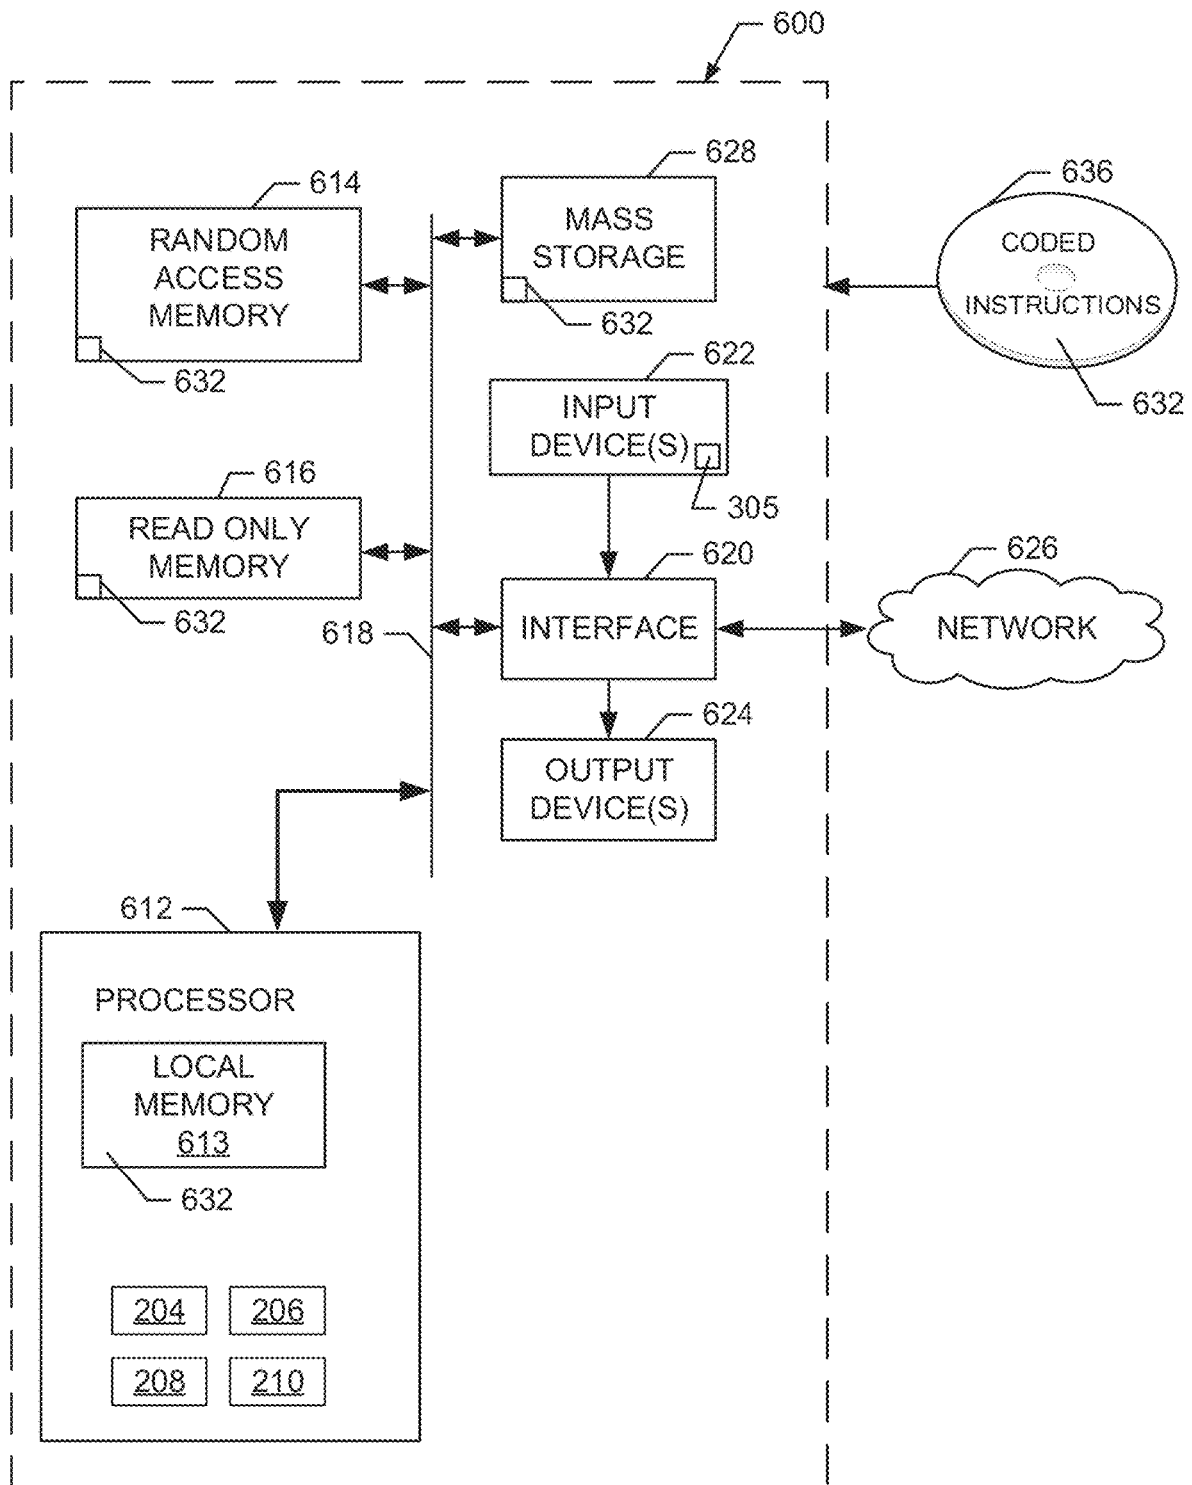 600
628
614
636
MASS
STORAGE
RANDOM
ACCESS
MEMORY
CODED
INSTRUCTIONS
632
632
632
622
INPUT
DEVICE(S)
305
616
READ ONLY
MEMORY
632
620
626
618
INTERFACE
NETWORK
624
OUTPUT
DEVICE(S)
612
PROCESSOR
LOCAL
MEMORY
613
632
204
206
208
210